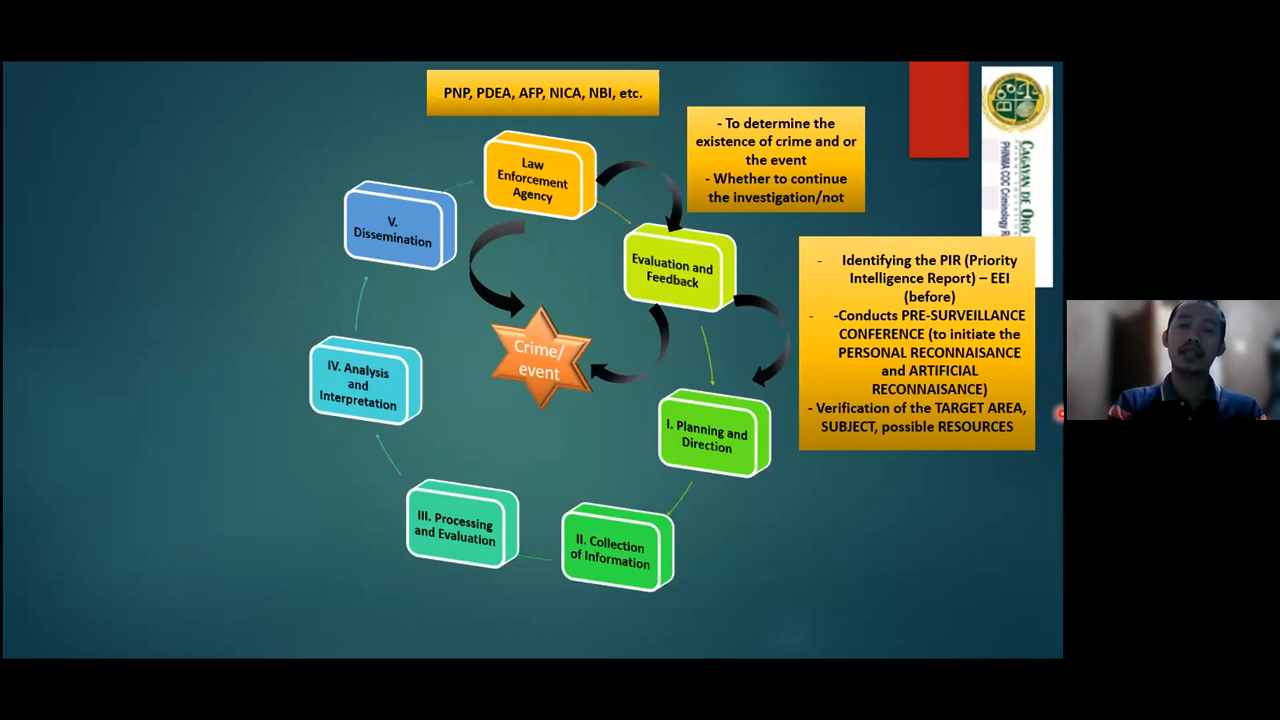 PNP, PDEA, AFP, NICA, NBI, etc.
- To determine the
existence of crime and or
the event
- Whether to continue
the investigation/not
Law
Enforcement
Agency
V.
Dissemination
Evaluation and
Feedback
- Identifying the PIR (Priority
Intelligence Report) – EEI
(before)
- -Conducts PRE-SURVEILLANCE
CONFERENCE (to initiate the
PERSONAL RECONNAISANCE
and ARTIFICIAL
RECONNAISANCE)
- Verification of the TARGET AREA,
SUBJECT, possible RESOURCES
Crime/
event
IV. Analysis
and
Interpretation
I. Planning and
Direction
III. Processing
and Evaluation
II. Collection
of Information
CAGAYAN DE ORO
PHINMA COC Criminology